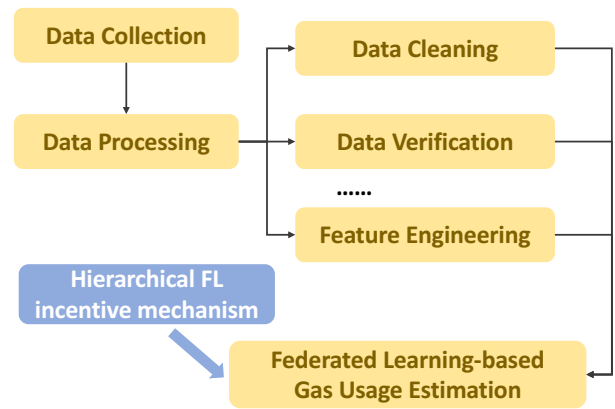 Data Collection
Data Cleaning
Data Processing
Data Verification
......
Feature Engineering
Hierarchical FL
incentive mechanism
Federated Learning-based
Gas Usage Estimation